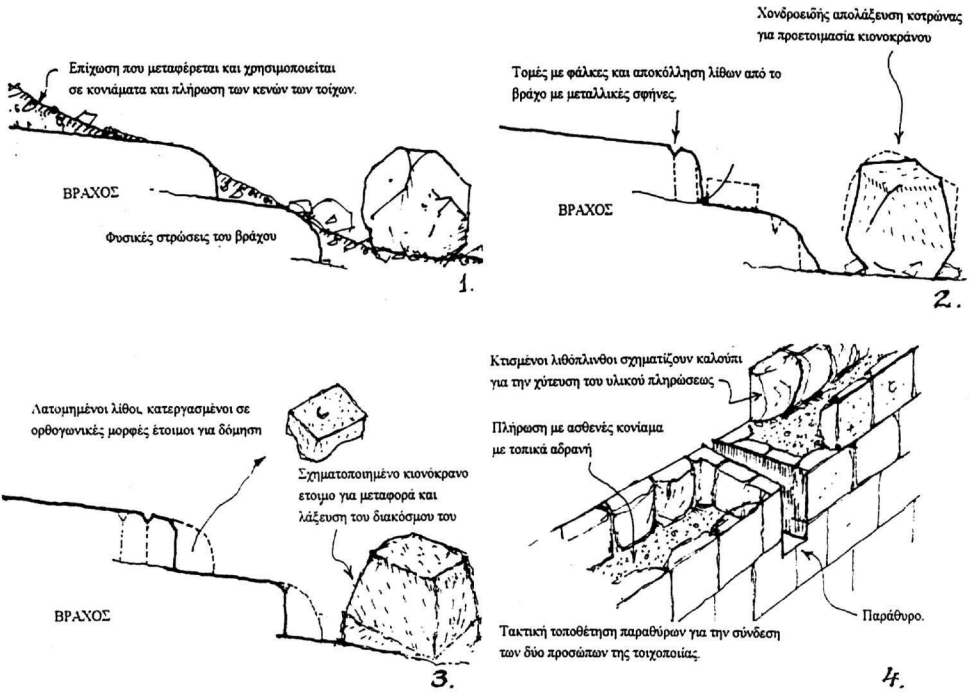 Επίχωση που μεταφέρεται και χρησιμοποιείται
σε κονιάματα και πλήρωση των κενών των τοίχων.
ΒΡΑΧΟΣ
Φυσικές στρώσεις του βράχου
1.
Χονδροειδής απολάξευση κοτρώνας
για προετοιμασία κιονοκράνου
Τομές με φάλκες και αποκόλληση λίθων από το
βράχο με μεταλλικές σφήνες.
ΒΡΑΧΟΣ
2.
Λατομημένοι λίθοι, κατεργασμένοι σε
ορθογωνικές μορφές έτοιμοι για δόμηση
Σχηματοποιημένο κιονόκρανο
ετοιμο για μεταφορά και
λάξευση του διακόσμου του
ΒΡΑΧΟΣ
3.
Κτισμένοι λιθόπλινθοι σχηματίζουν καλούπι
για την χύτευση του υλικού πληρώσεως
Πλήρωση με ασθενές κονίαμα
με τοπικά αδρανή
Παράθυρο.
Τακτική τοποθέτηση παραθύρων για την σύνδεση
των δύο προσώπων της τοιχοποιίας.
4.